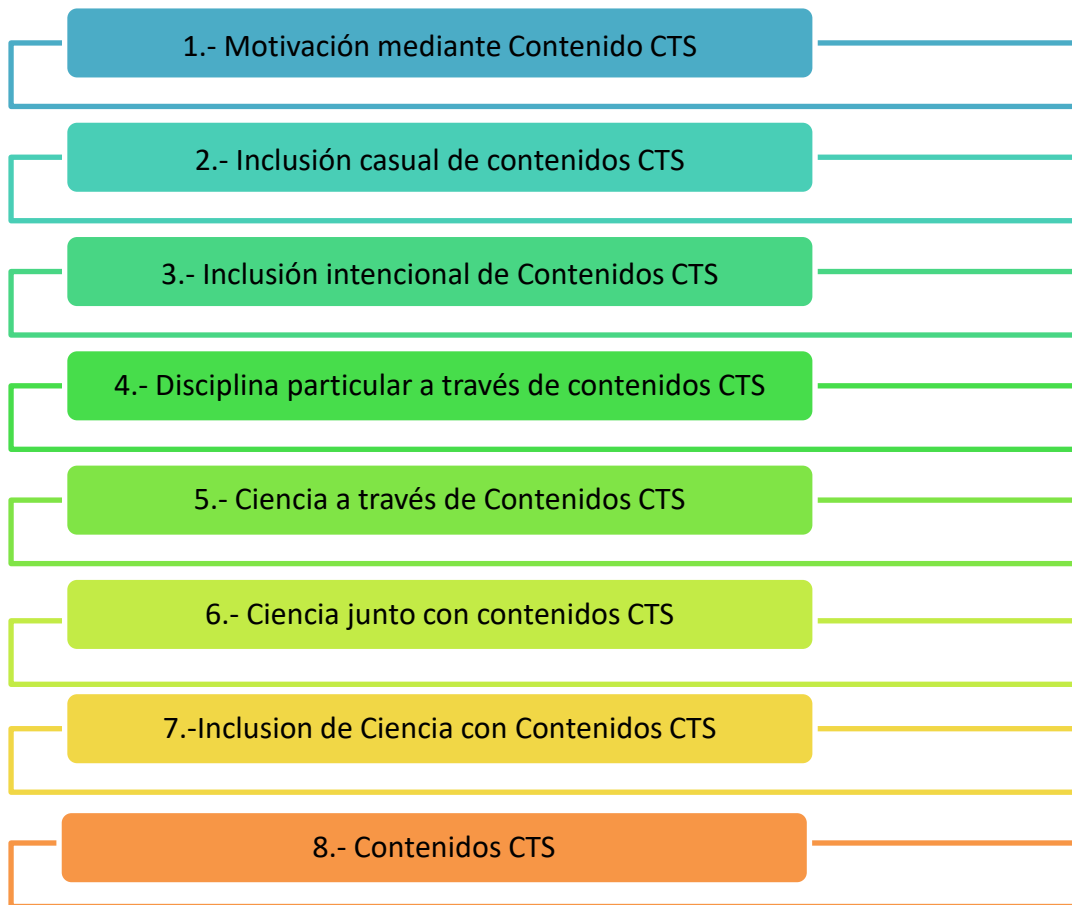 1.- Motivación mediante Contenido CTS
2.- Inclusión casual de contenidos CTS
3.- Inclusión intencional de Contenidos CTS
4.- Disciplina particular a través de contenidos CTS
5.- Ciencia a través de Contenidos CTS
6.- Ciencia junto con contenidos CTS
7.-Inclusion de Ciencia con Contenidos CTS
8.- Contenidos CTS